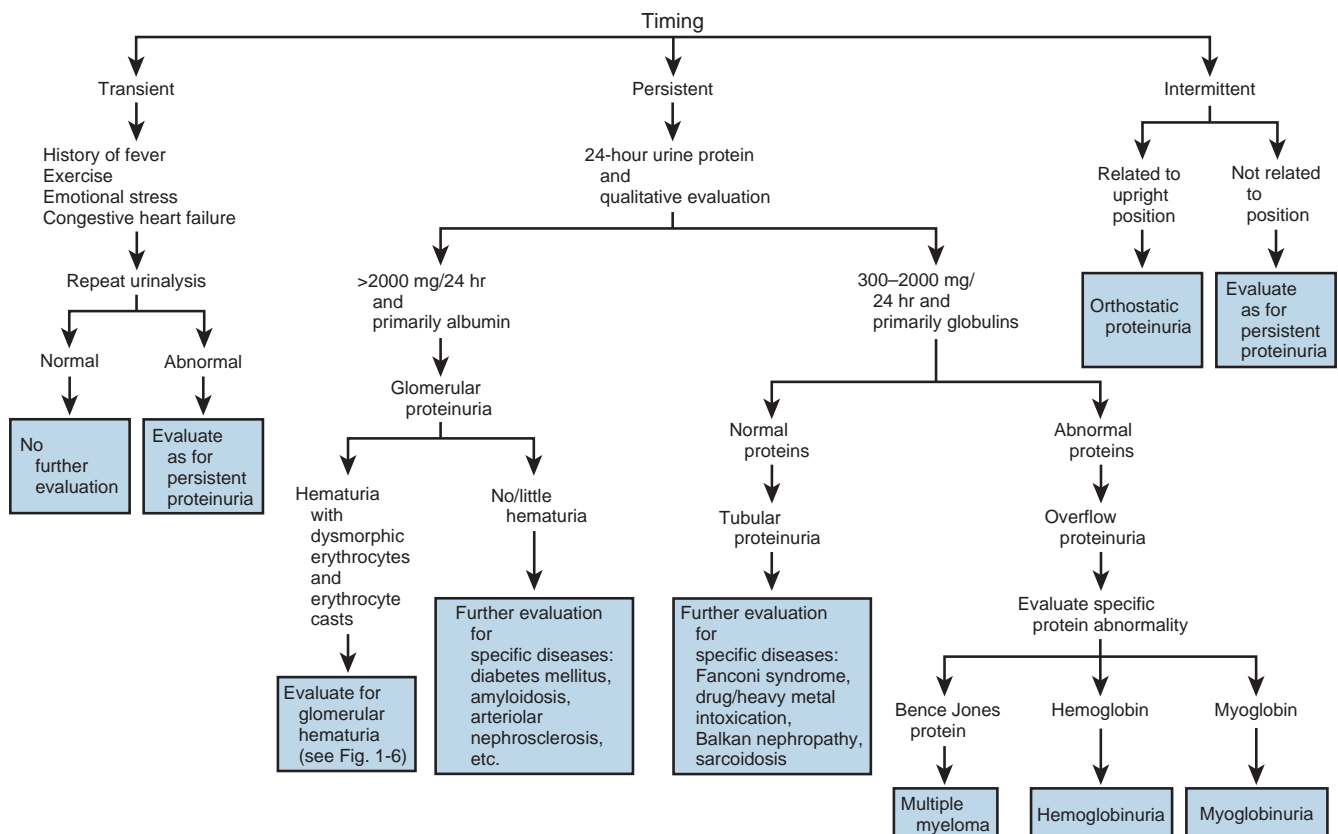 Timing
Transient
Persistent
Intermittent
History of fever
Exercise
Emotional stress
Congestive heart failure
24-hour urine protein
and
qualitative evaluation
Related to
upright
position
Not related
to
position
Repeat urinalysis
>2000 mg/24 hr
and
primarily albumin
300–2000 mg/
24 hr and
primarily globulins
Orthostatic
proteinuria
Evaluate
as for
persistent
proteinuria
Normal
Abnormal
Glomerular
proteinuria
Normal
proteins
Abnormal
proteins
No
further
evaluation
Evaluate
as for
persistent
proteinuria
Hematuria
with
dysmorphic
erythrocytes
and
erythrocyte
casts
No/little
hematuria
Tubular
proteinuria
Overflow
proteinuria
Evaluate for
glomerular
hematuria
(see Fig. 1-6)
Further evaluation
for
specific diseases:
diabetes mellitus,
amyloidosis,
arteriolar
nephrosclerosis,
etc.
Further evaluation
for
specific diseases:
Fanconi syndrome,
drug/heavy metal
intoxication,
Balkan nephropathy,
sarcoidosis
Evaluate specific
protein abnormality
Bence Jones
protein
Hemoglobin
Myoglobin
Multiple
myeloma
Hemoglobinuria
Myoglobinuria